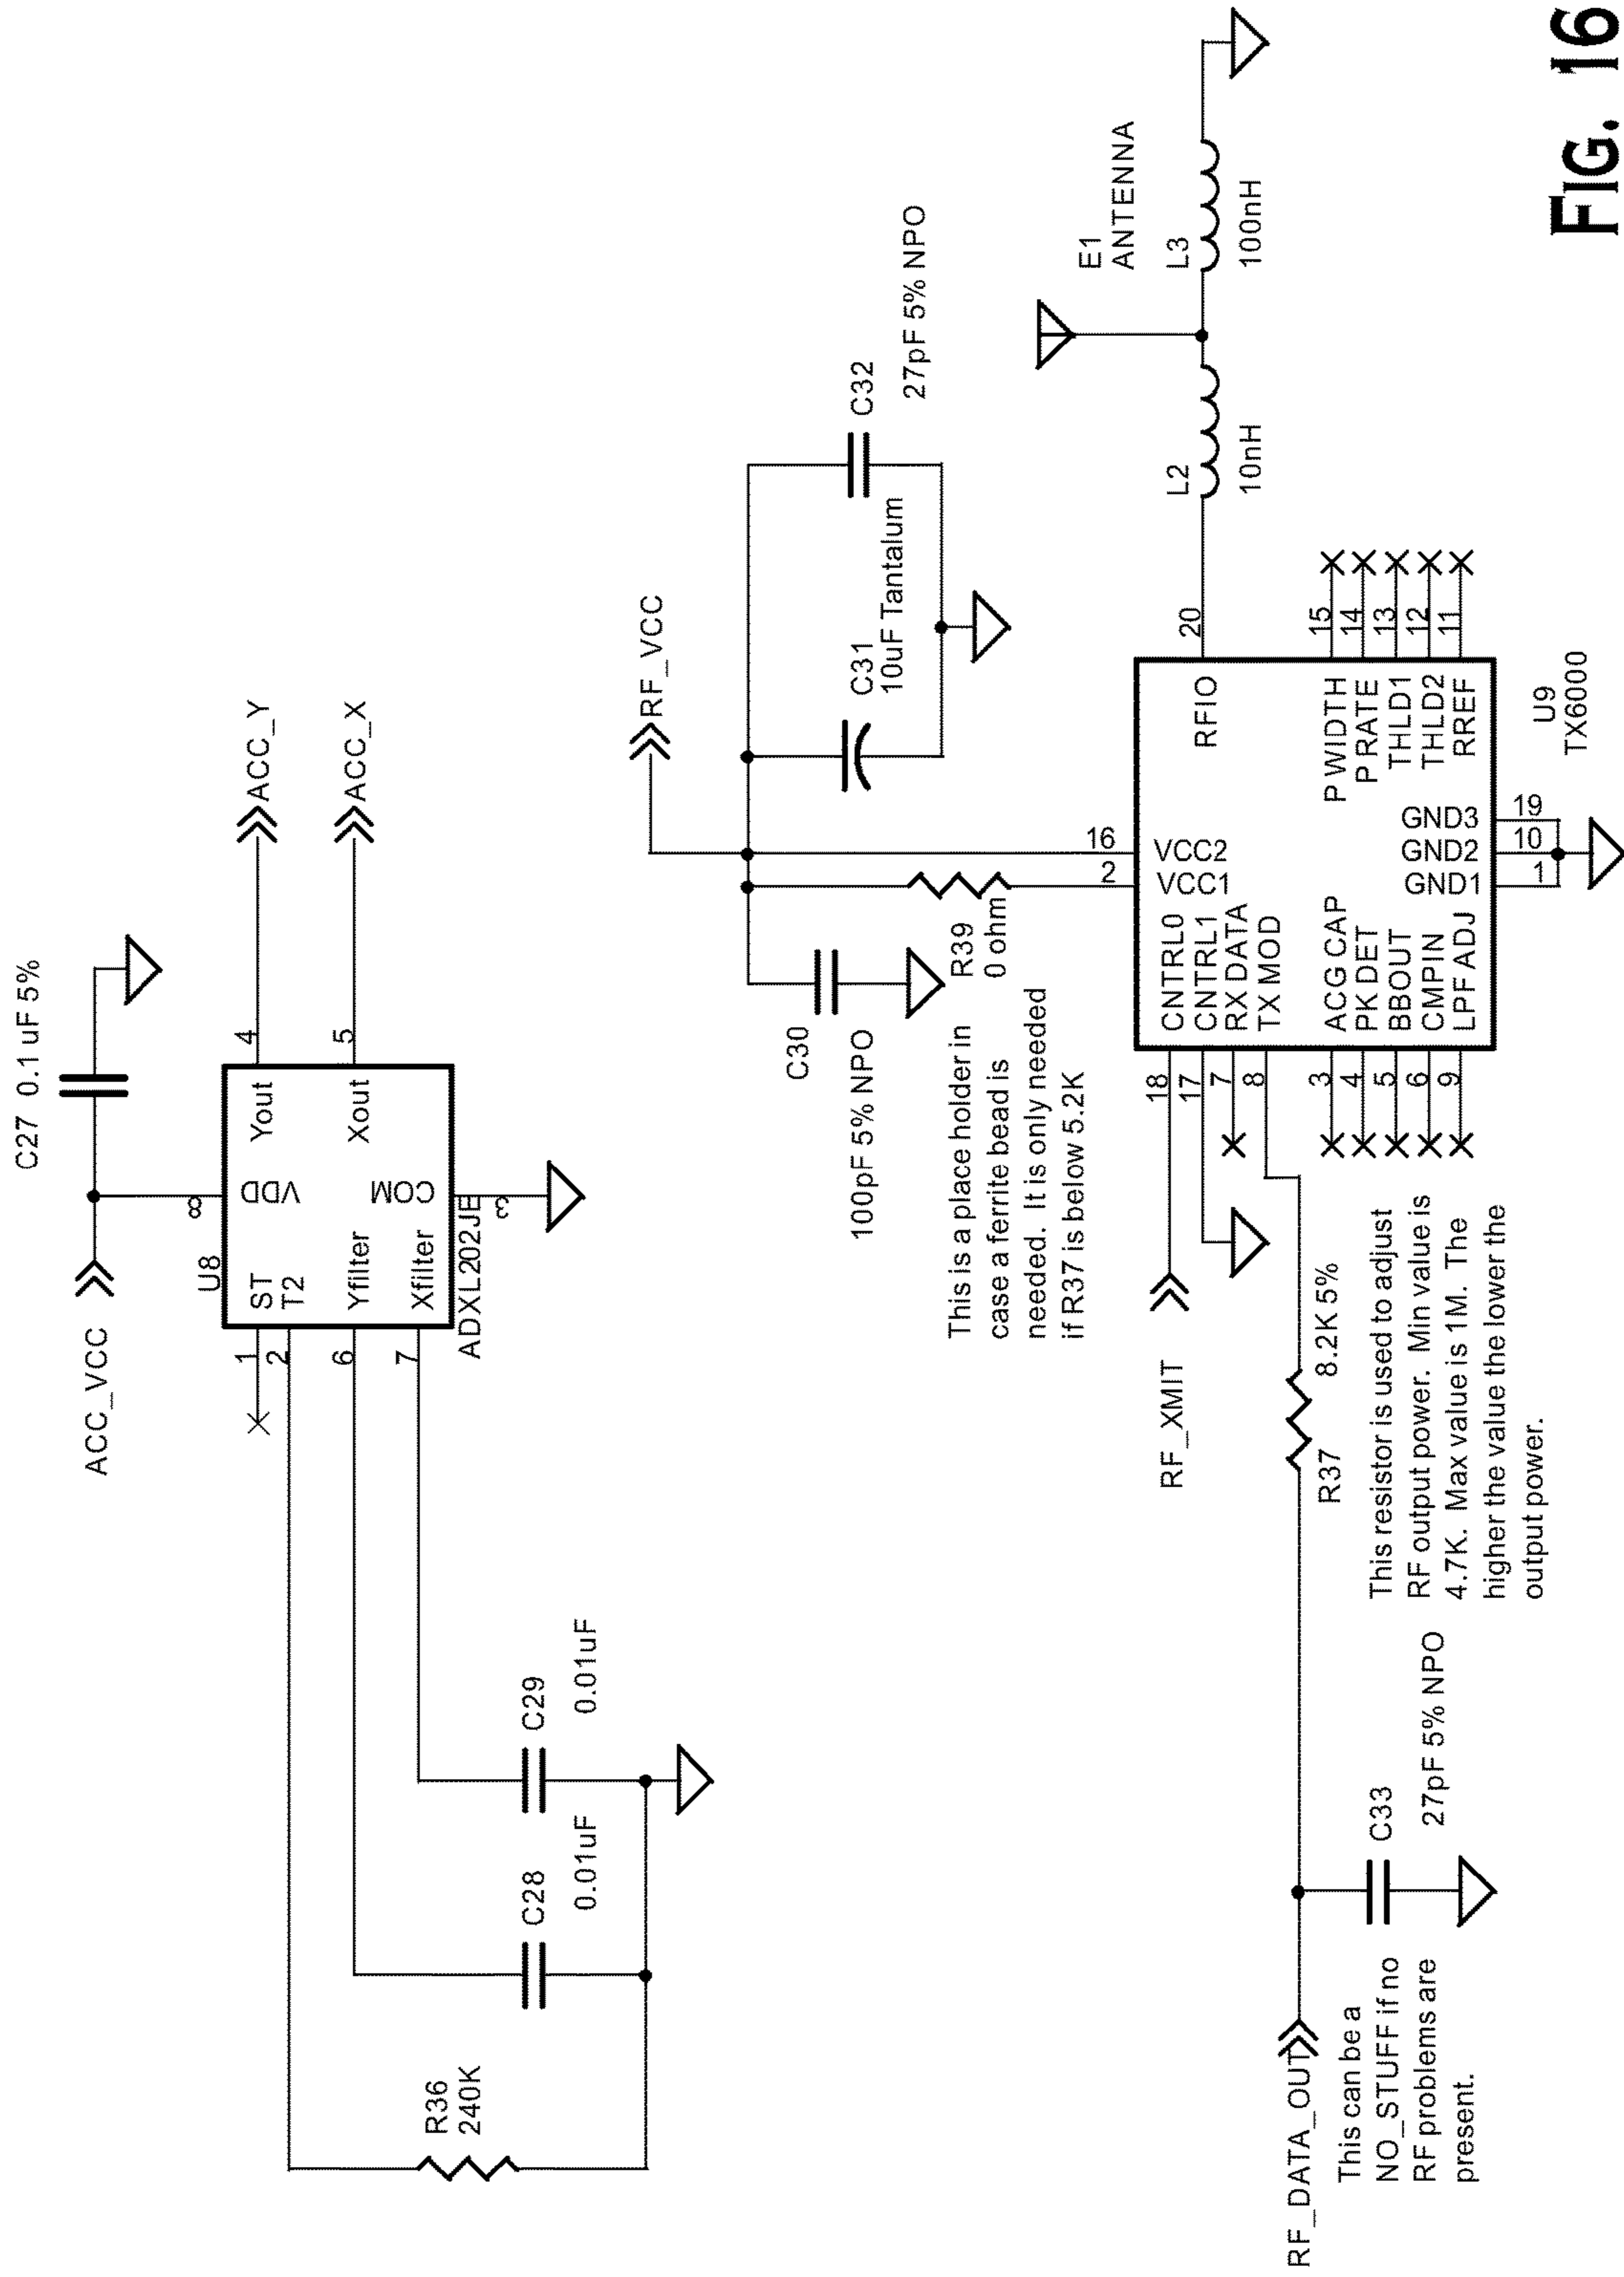 C27 0.1uF 5%
ACC_VCC
8
U8
VDD
COM
3
ST
T2
Yfilter
Xfilter
Yout
Xout
1
2
6
7
4
5
ADXL202JE
ACC_Y
ACC_X
R36
240K
C28
0.01uF
C29
0.01uF
RF_VCC
C30
100pF 5% NPO
C31
10uF Tantalum
C32
27pF 5% NPO
R39
0 ohm
This is a place holder in
case a ferrite bead is
needed. It is only needed
if R37 is below 5.2K
16
2
VCC2
VCC1
CNTRL0
CNTRL1
RX DATA
TX MOD
ACG CAP
PK DET
BBOUT
CMPIN
LPF ADJ
18
17
7
8
3
4
5
6
9
RFIO
20
P WIDTH
P RATE
THLD1
THLD2
RREF
15
14
13
12
11
GND3
GND2
GND1
19
10
1
U9
TX6000
L2
10nH
E1
ANTENNA
L3
100nH
RF_XMIT
R37
8.2K 5%
This resistor is used to adjust
RF output power. Min value is
4.7K. Max value is 1M. The
higher the value the lower the
output power.
RF_DATA_OUT
C33
27pF 5% NPO
This can be a
NO_STUFF if no
RF problems are
present.
FIG. 16